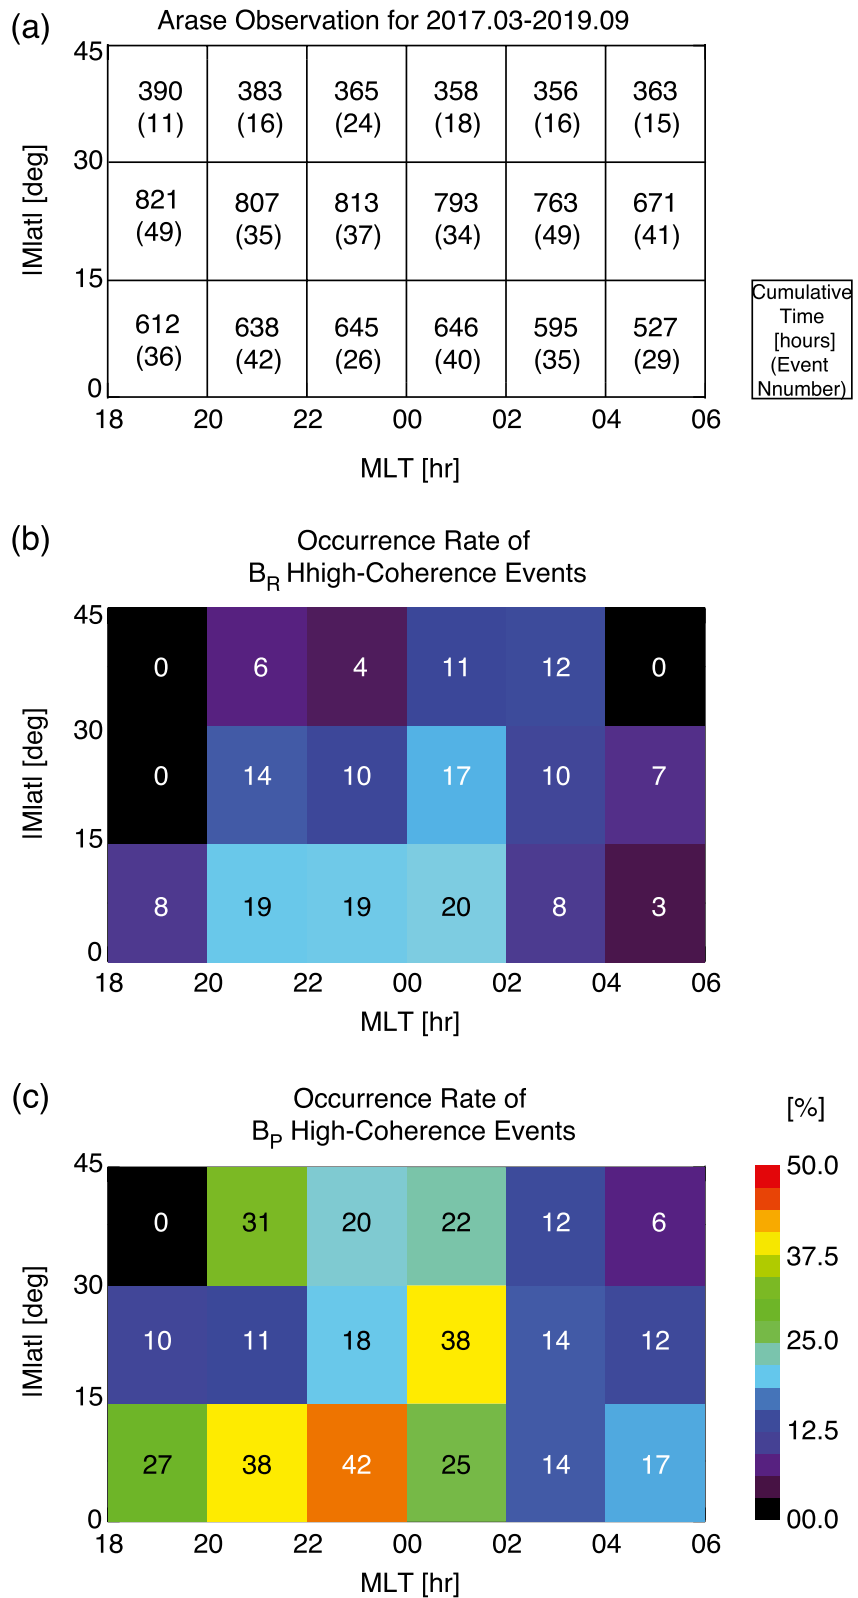 (a)
Arase Observation for 2017.03-2019.09
45
390 383 365 358 356 363
(11) (16) (24) (18) (16) (15)
30
821 807 813 793 763 671
(49) (35) (37) (34) (49) (41)
|Mlat| [deg]
15
612 638 645 646 595 527
(36) (42) (26) (40) (35) (29)
0
18 20 22 00 02 04 06
MLT [hr]
Cumulative
Time
[hours]
(Event
Nnumber)
(b)
Occurrence Rate of
B_R Hhigh-Coherence Events
45
0 6 4 11 12 0
30
|Mlat| [deg]
0 14 10 17 10 7
15
8 19 19 20 8 3
0
18 20 22 00 02 04 06
MLT [hr]
(c)
Occurrence Rate of
B_P High-Coherence Events
45
0 31 20 22 12 6
30
|Mlat| [deg]
10 11 18 38 14 12
15
27 38 42 25 14 17
0
18 20 22 00 02 04 06
MLT [hr]
[%]
50.0
37.5
25.0
12.5
00.0